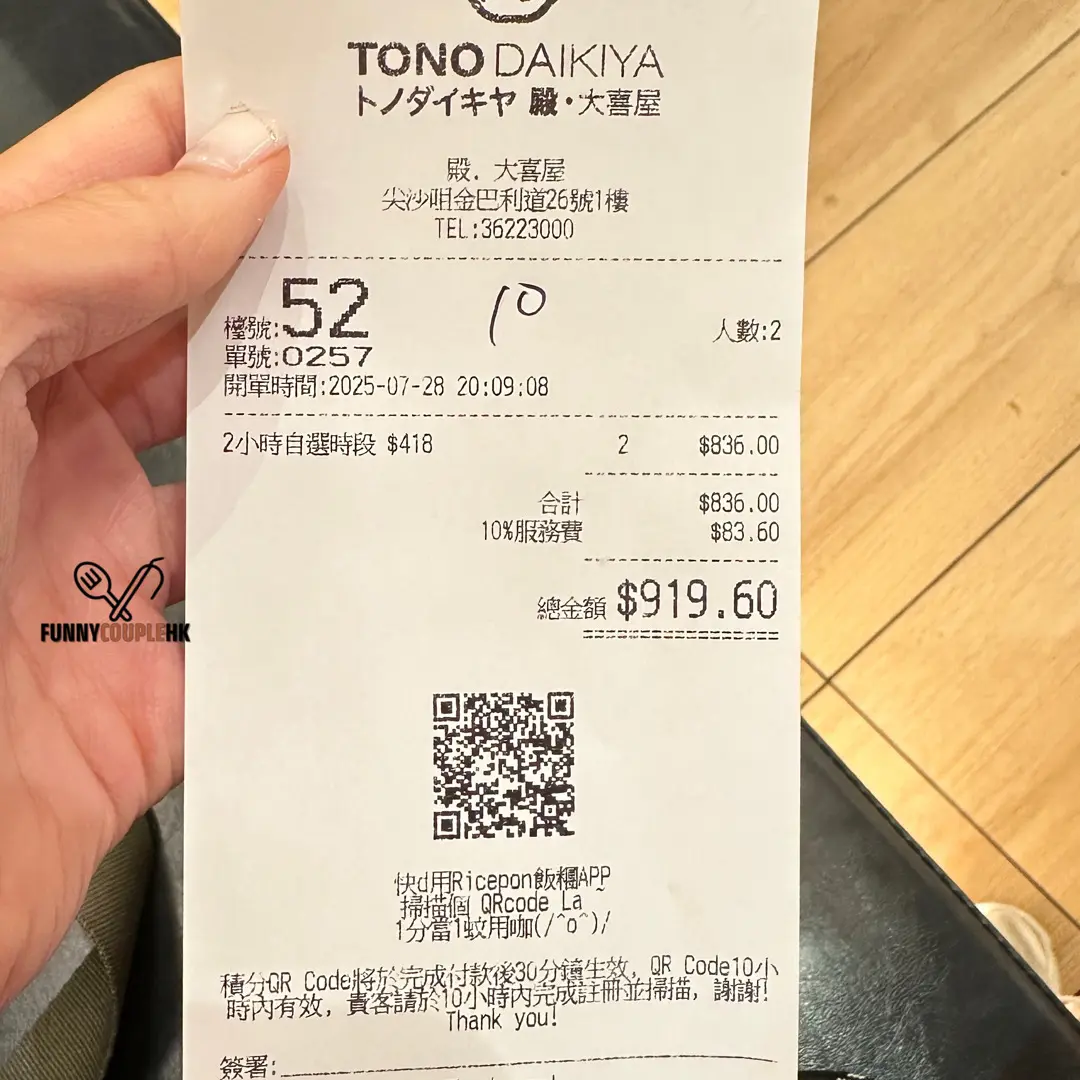 TONO DAIKIYA
トノダイキヤ 殿・大喜屋
殿. 大喜屋
尖沙咀金巴利道26號1樓
TEL:36223000
檯號:52
10
人數:2
單號:0257
開單時間:2025-07-28 20:09:08
2小時自選時段 $418 2 $836.00
合計 $836.00
10%服務費 $83.60
總金額 $919.60
快d用Ricepon飯糰APP
掃描個 QRcode La ~
1分當1蚊用咖(/^o^)/
積分QR Code將於完成付款後30分鐘生效, QR Code10小
時內有效, 貴客請於10小時內完成註冊並掃描, 謝謝!
Thank you!
簽署:
FUNNYCOUPLEHK